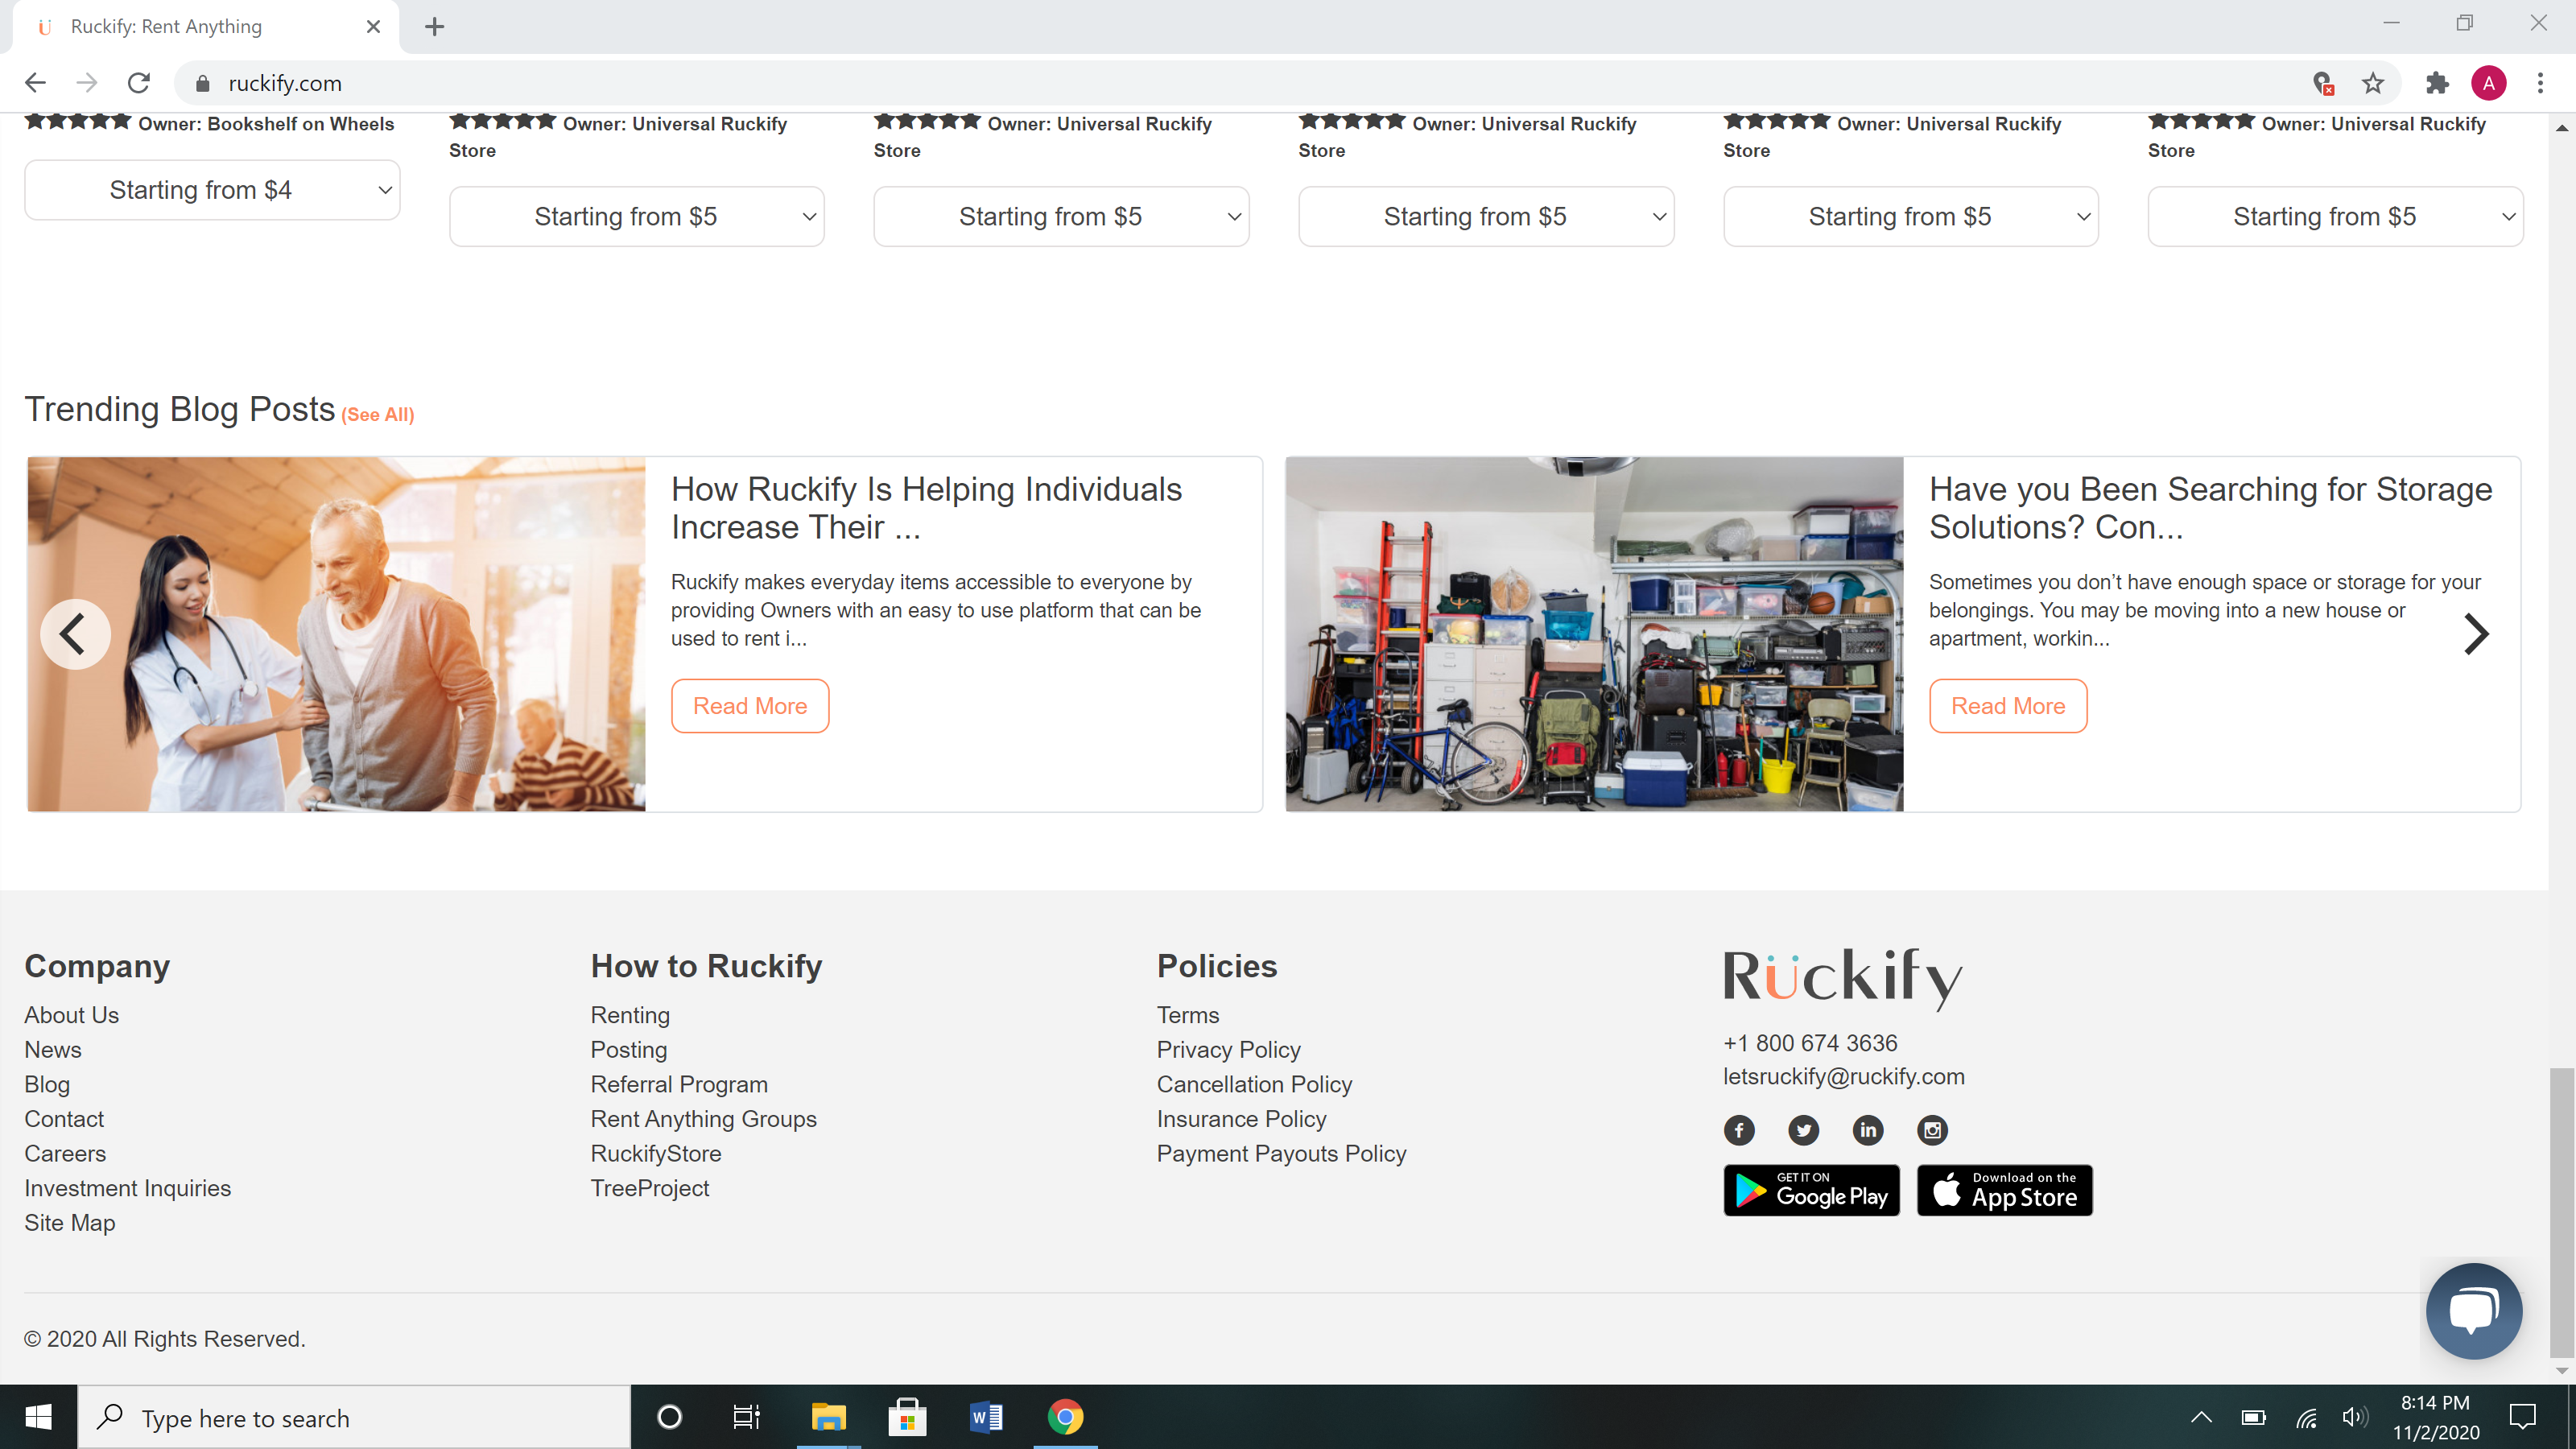 Ruckify: Rent Anything
ruckify.com
A
Owner: Bookshelf on Wheels
Starting from $4
Owner: Universal Ruckify
Store
Starting from $5
Owner: Universal Ruckify
Store
Starting from $5
Owner: Universal Ruckify
Store
Starting from $5
Owner: Universal Ruckify
Store
Starting from $5
Owner: Universal Ruckify
Store
Starting from $5
Trending Blog Posts (See All)
How Ruckify Is Helping Individuals
Increase Their ...
Ruckify makes everyday items accessible to everyone by
providing Owners with an easy to use platform that can be
used to rent i...
Read More
Have you Been Searching for Storage
Solutions? Con...
Sometimes you don’t have enough space or storage for your
belongings. You may be moving into a new house or
apartment, workin...
Read More
Company
About Us
News
Blog
Contact
Careers
Investment Inquiries
Site Map
How to Ruckify
Renting
Posting
Referral Program
Rent Anything Groups
RuckifyStore
TreeProject
Policies
Terms
Privacy Policy
Cancellation Policy
Insurance Policy
Payment Payouts Policy
Rückify
+1 800 674 3636
letsruckify@ruckify.com
GET IT ON
Google Play
Download on the
App Store
© 2020 All Rights Reserved.
Type here to search
8:14 PM
11/2/2020